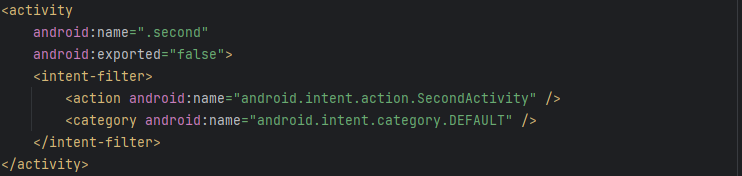 <activity
    android:name=".second"
    android:exported="false">
    <intent-filter>
        <action android:name="android.intent.action.SecondActivity" />
        <category android:name="android.intent.category.DEFAULT" />
    </intent-filter>
</activity>